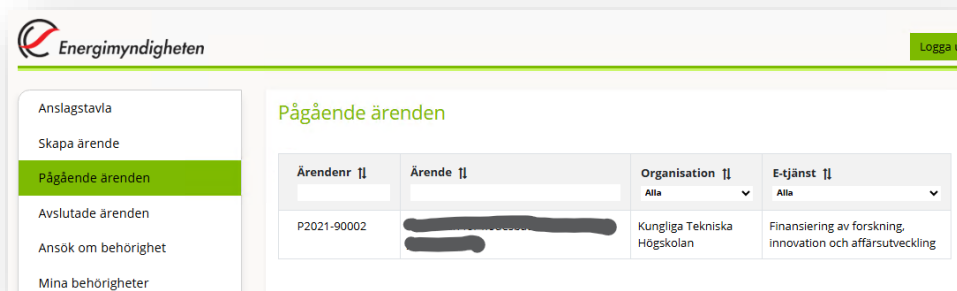 Energimyndigheten
Logga
Anslagstavla
Skapa ärende
Pågående ärenden
Avslutade ärenden
Ansök om behörighet
Mina behörigheter
Pågående ärenden
Ärendenr Ärende Organisation E-tjänst
Alla Alla
P2021-90002 Kungliga Tekniska Finansiering av forskning,
Högskolan innovation och affärsutveckling